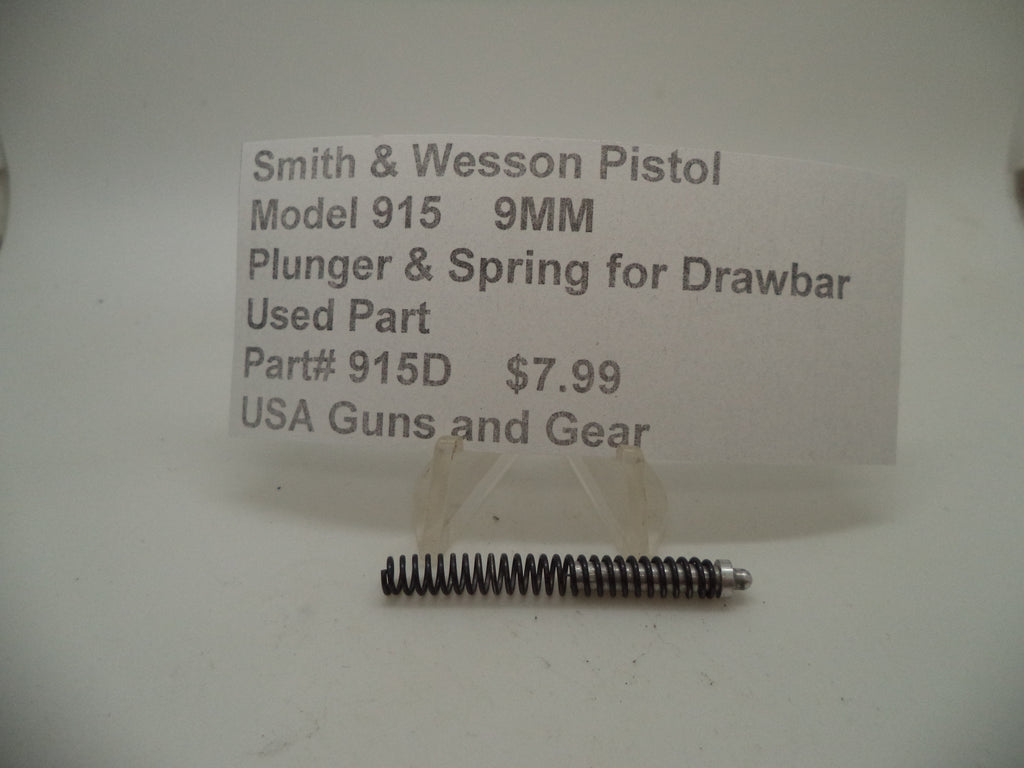 Smith & Wesson Pistol
Model 915 9MM
Plunger & Spring for Drawbar
Used Part
Part# 915D $7.99
USA Guns and Gear